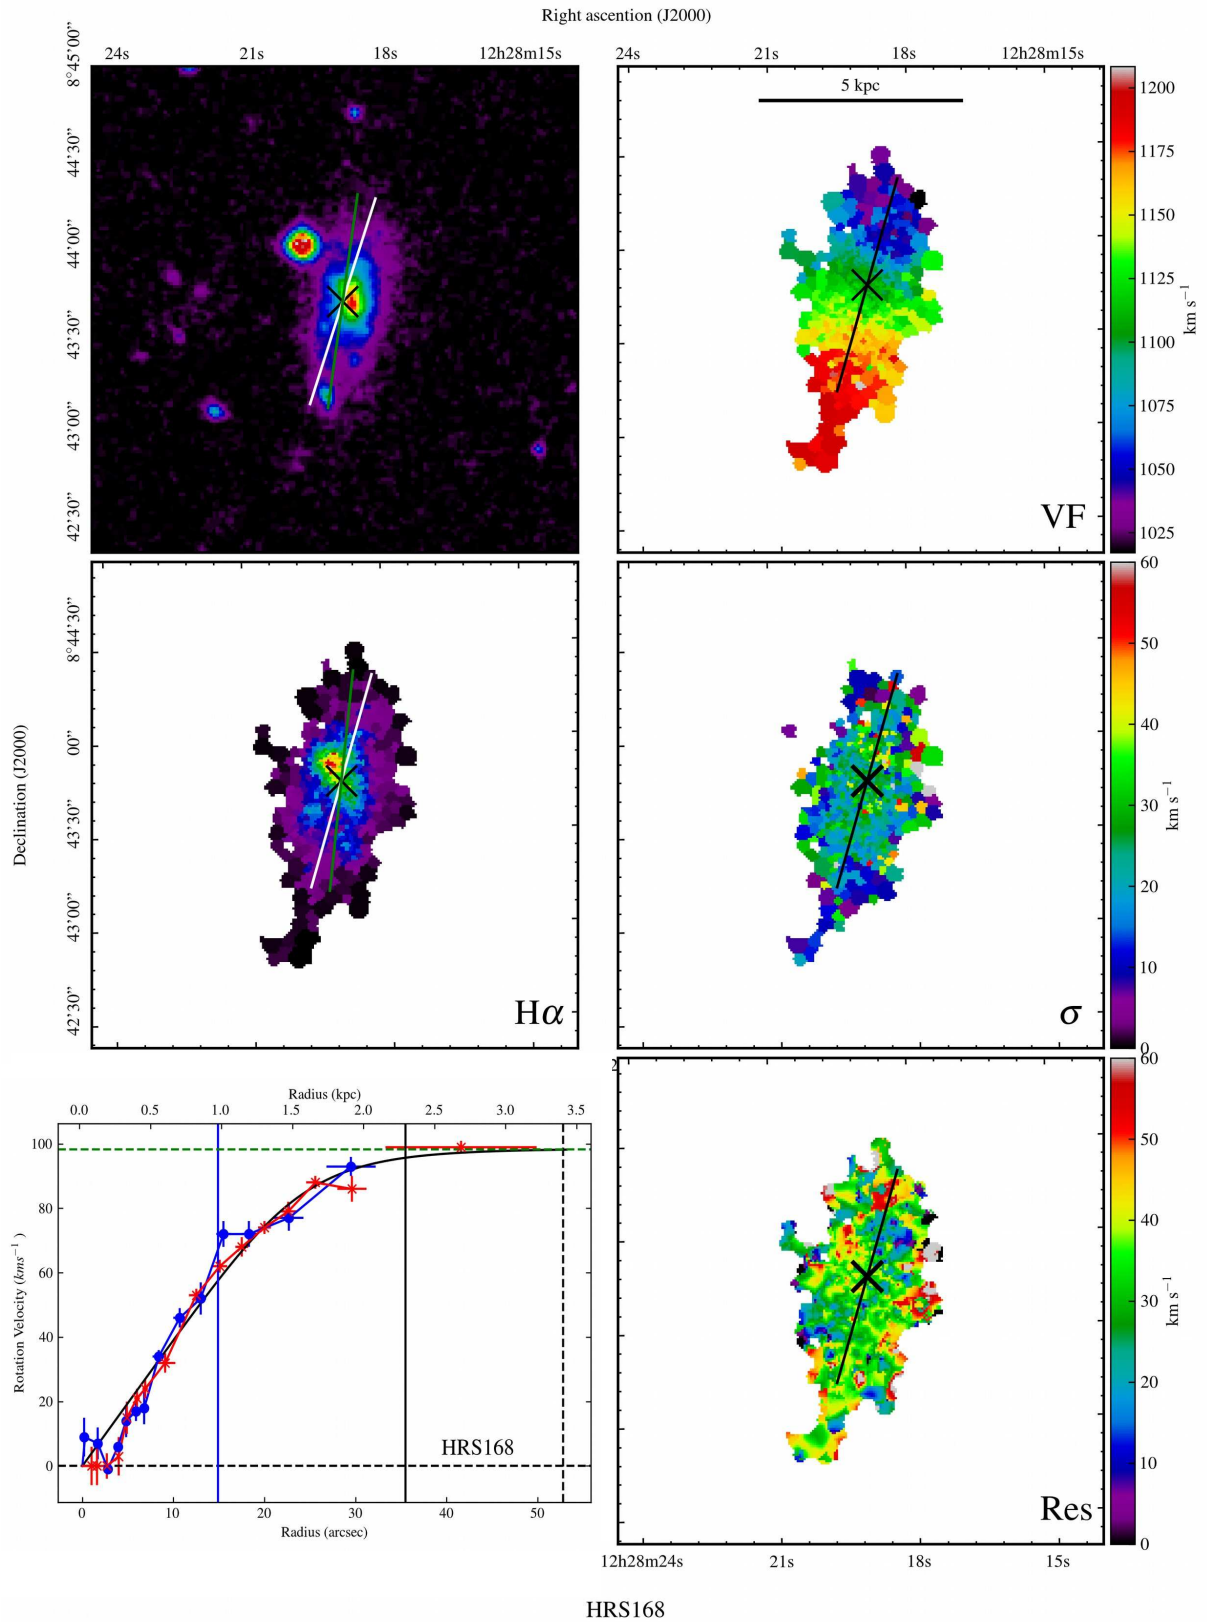 Right ascention (J2000)
24s 21s 18s 12h28m15s
24s 21s 18s 12h28m15s
8°45'00"
44'30"
44'00"
43'30"
43'00"
42'30"
5 kpc
VF
1200
1175
1150
1125
1100
1075
1050
1025
km s⁻¹
Declination (J2000)
8°44'30"
00"
43'30"
43'00"
42'30"
Hα
σ
60
50
40
30
20
10
0
km s⁻¹
Radius (kpc)
0.0 0.5 1.0 1.5 2.0 2.5 3.0 3.5
Rotation Velocity (kms⁻¹ )
100
80
60
40
20
0
HRS168
0 10 20 30 40 50
Radius (arcsec)
2
Res
60
50
40
30
20
10
0
km s⁻¹
12h28m24s 21s 18s 15s
HRS168